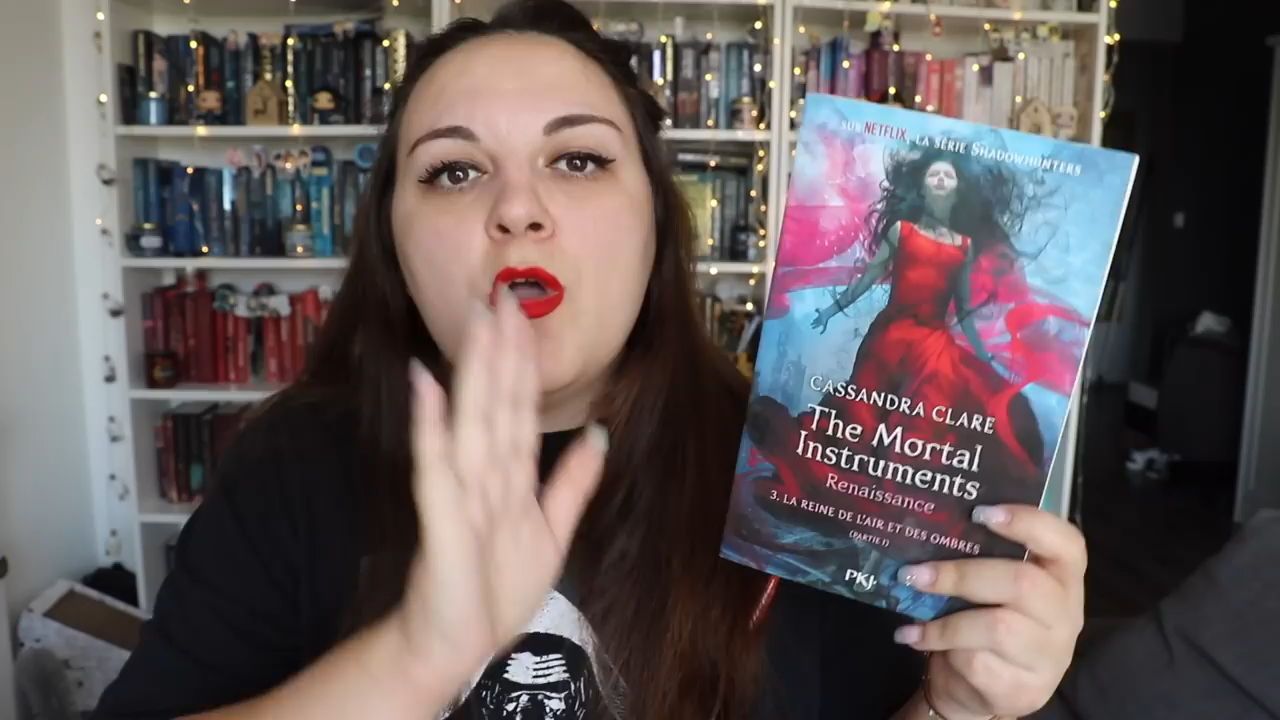 SUR NETFLIX, LA SÉRIE SHADOWHUNTERS
CASSANDRA CLARE
The Mortal
Instruments
Renaissance
3. LA REINE DE L'AIR ET DES OMBRES
(PARTIE 1)
PKJ.